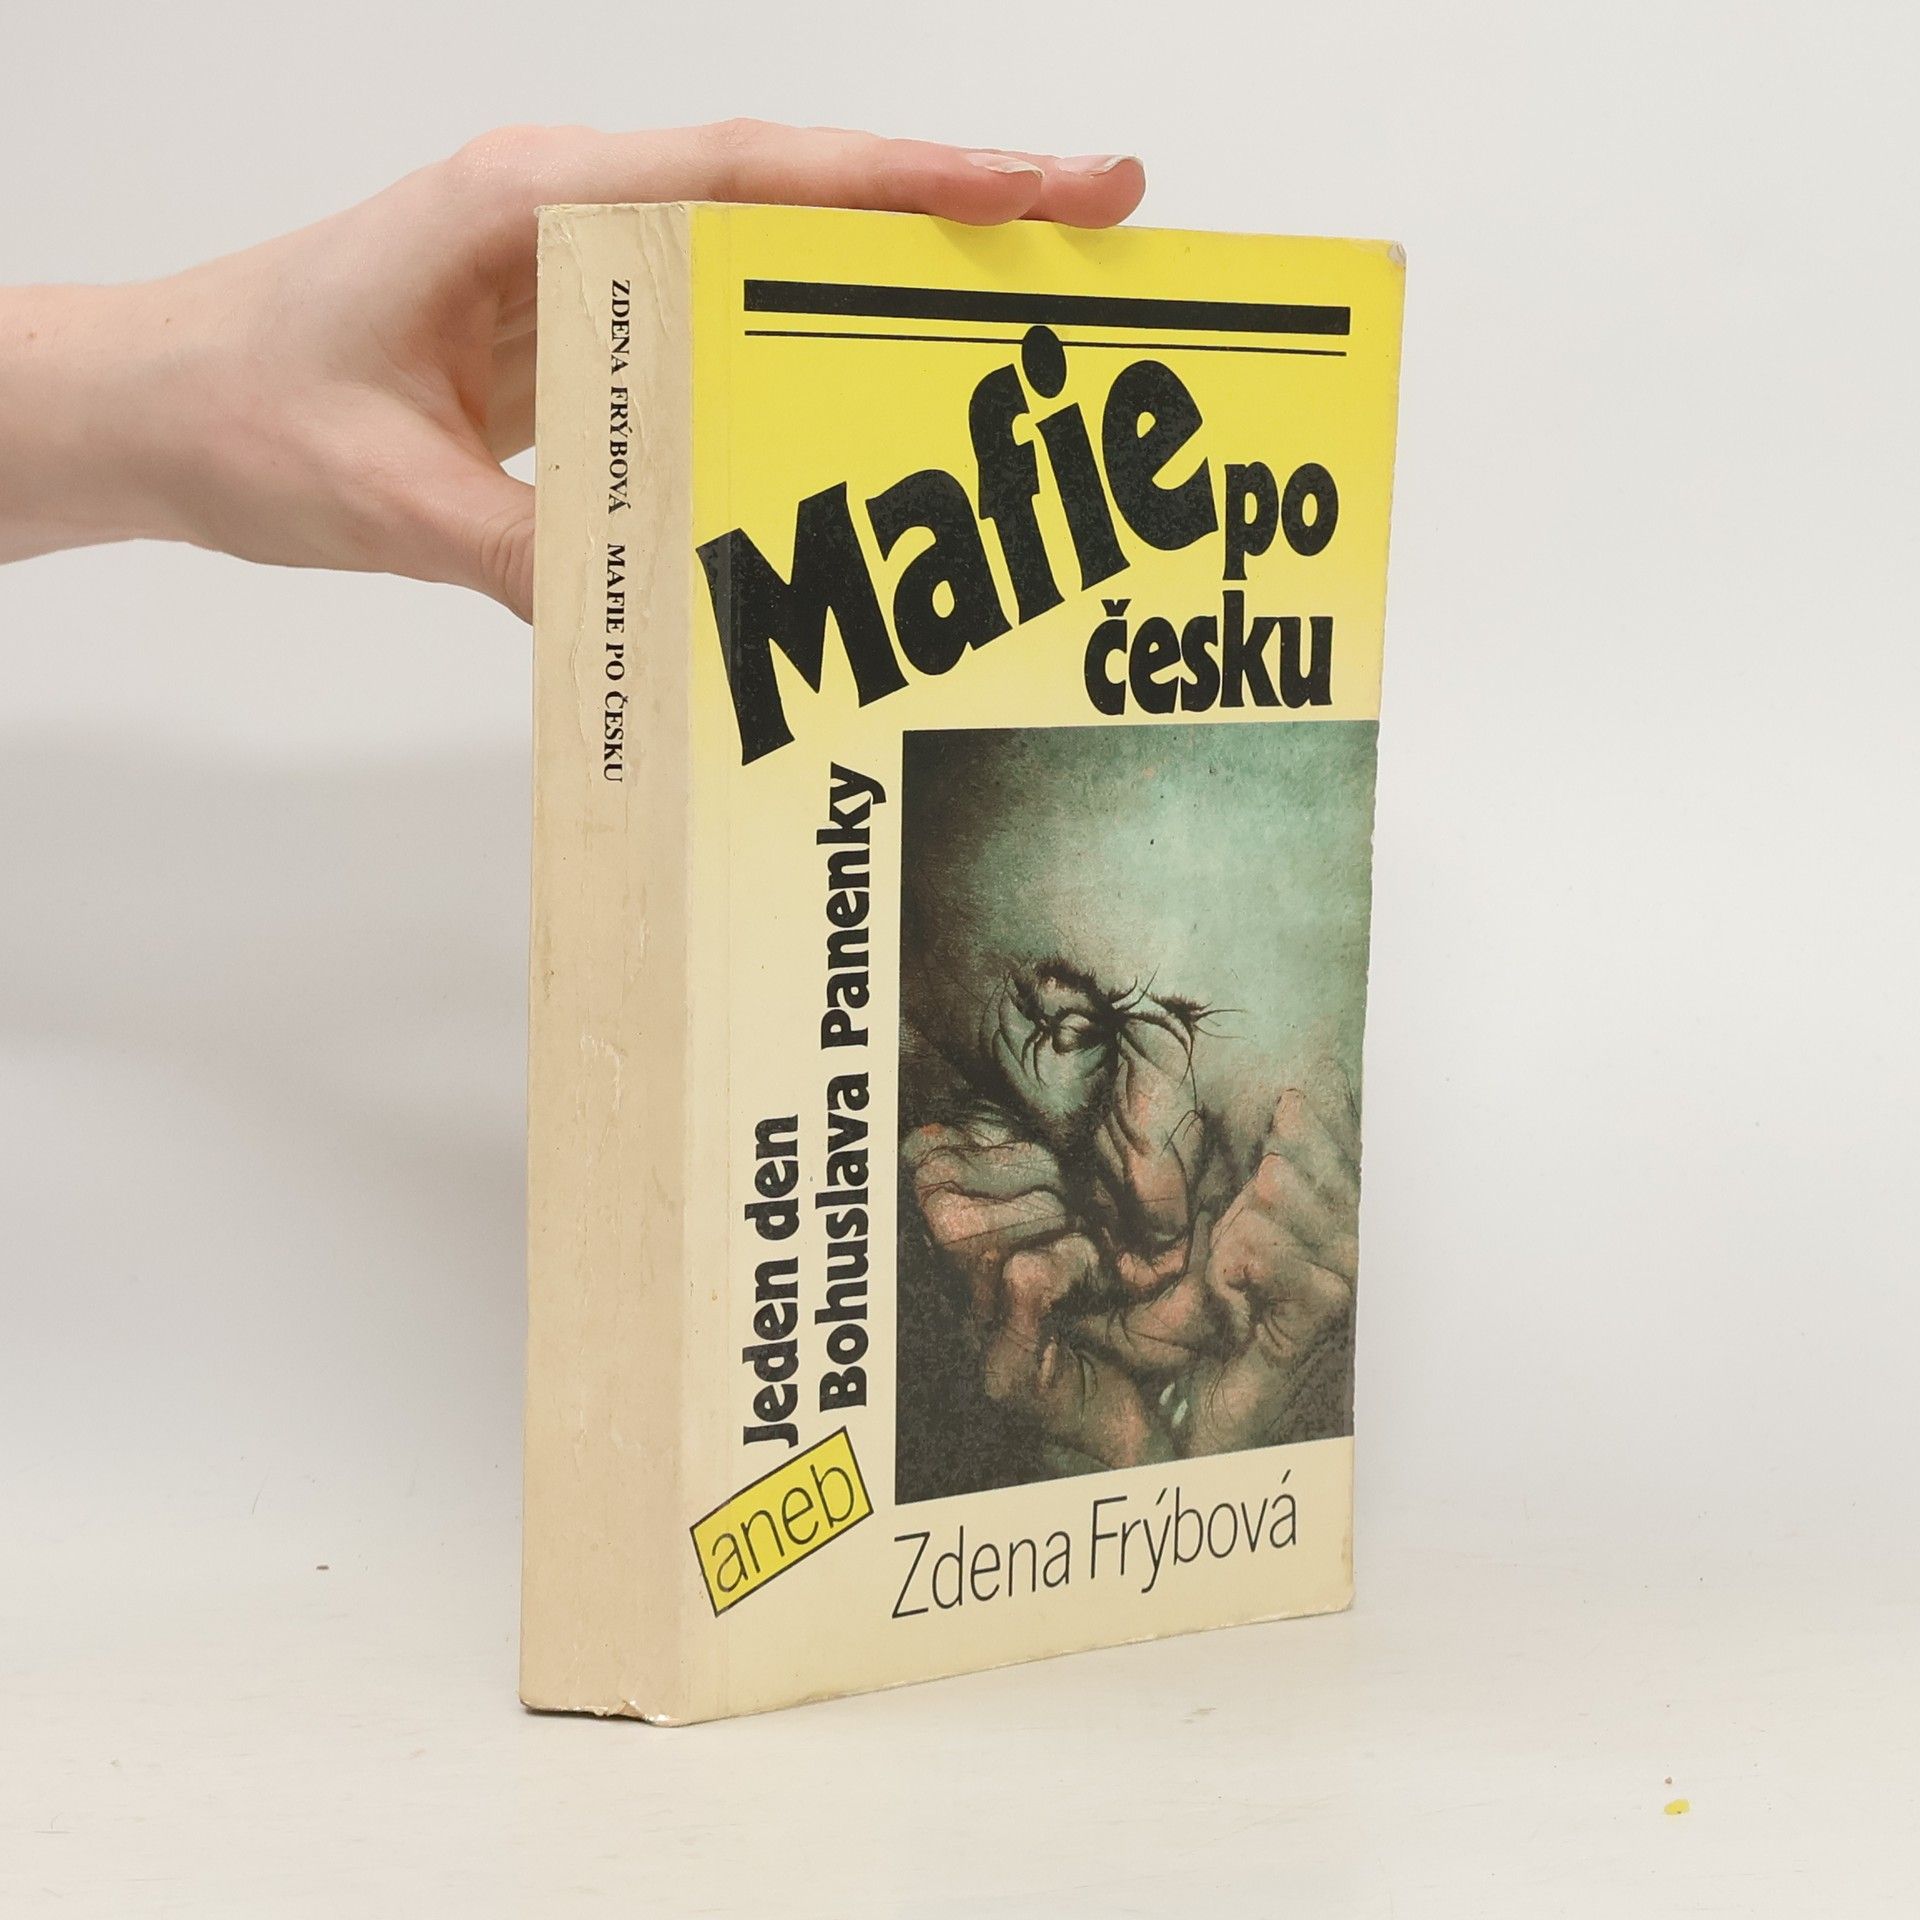 ZDENA FRÝBOVÁ MAFIE PO ČESKU
Mafie po
česku
aneb
Jeden den
Bohuslava Panenky
Zdena Frýbová